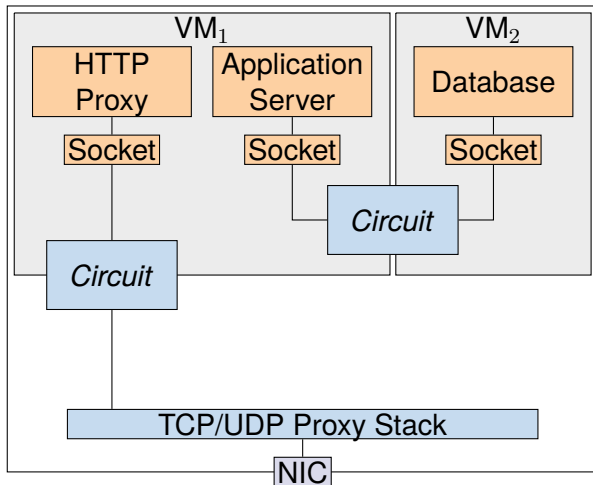 VM₁
VM₂
HTTP
Proxy
Application
Server
Database
Socket
Socket
Socket
Circuit
Circuit
TCP/UDP Proxy Stack
NIC